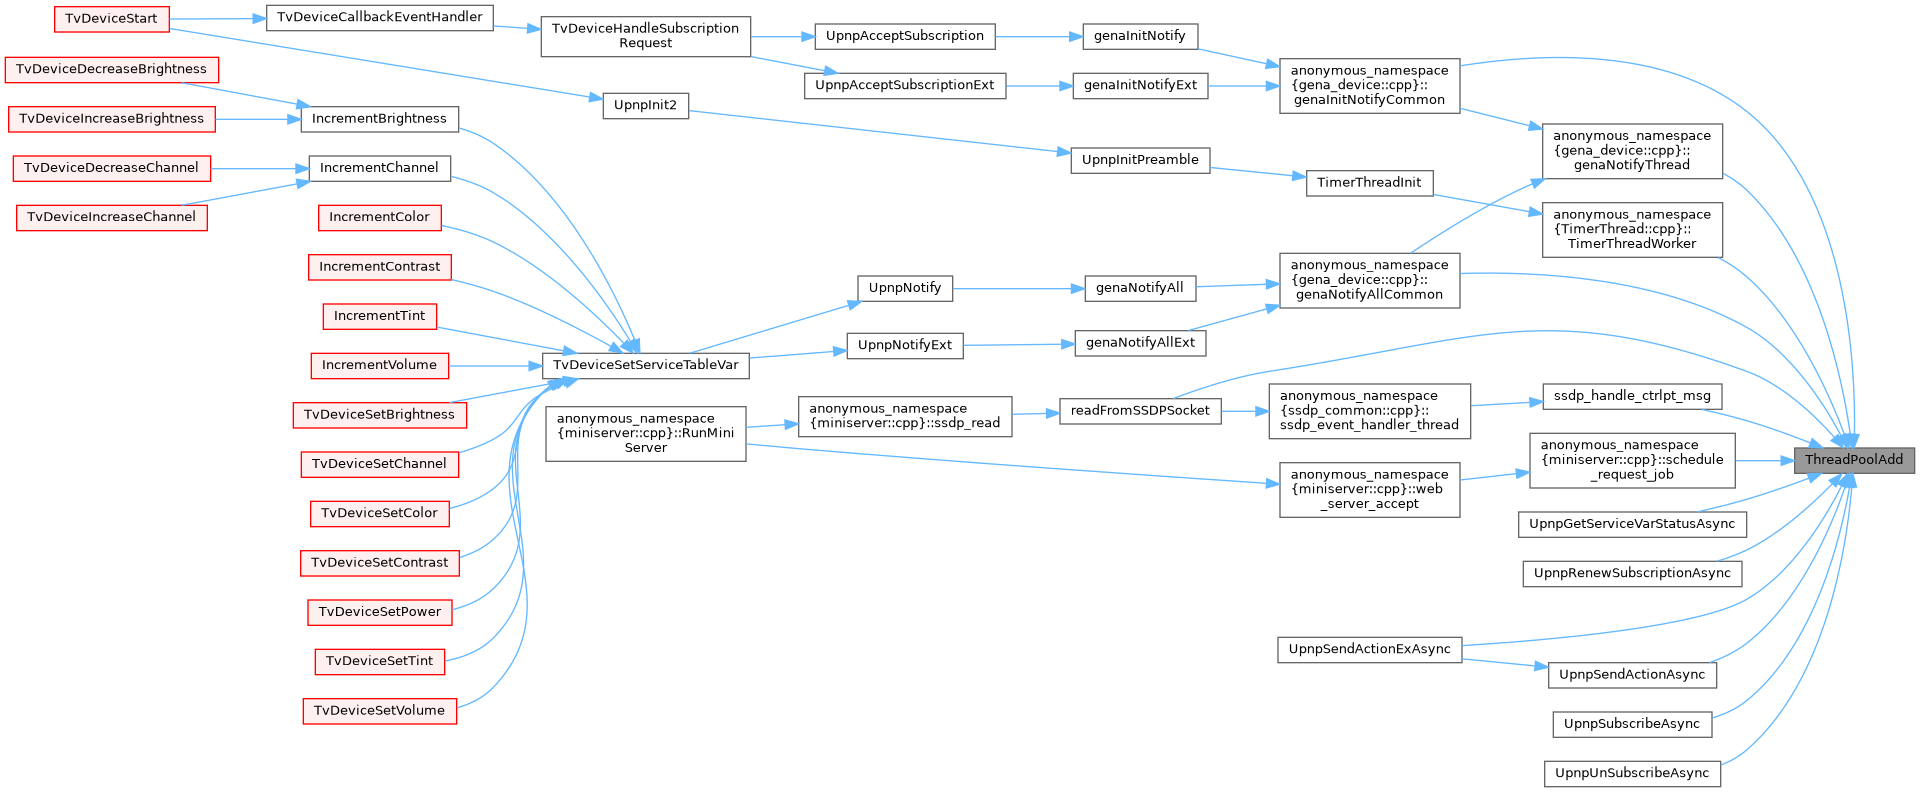 TvDeviceStart
TvDeviceCallbackEventHandler
TvDeviceHandleSubscription
Request
UpnpAcceptSubscription
genaInitNotify
UpnpAcceptSubscriptionExt
genaInitNotifyExt
anonymous_namespace
{gena_device::cpp}::
genaInitNotifyCommon
TvDeviceDecreaseBrightness
TvDeviceIncreaseBrightness
IncrementBrightness
UpnpInit2
UpnpInitPreamble
TimerThreadInit
anonymous_namespace
{gena_device::cpp}::
genaNotifyThread
anonymous_namespace
{TimerThread::cpp}::
TimerThreadWorker
TvDeviceDecreaseChannel
TvDeviceIncreaseChannel
IncrementChannel
IncrementColor
IncrementContrast
IncrementTint
IncrementVolume
TvDeviceSetBrightness
TvDeviceSetChannel
TvDeviceSetColor
TvDeviceSetContrast
TvDeviceSetPower
TvDeviceSetTint
TvDeviceSetVolume
TvDeviceSetServiceTableVar
UpnpNotify
genaNotifyAll
UpnpNotifyExt
genaNotifyAllExt
anonymous_namespace
{gena_device::cpp}::
genaNotifyAllCommon
anonymous_namespace
{miniserver::cpp}::RunMini
Server
anonymous_namespace
{miniserver::cpp}::ssdp_read
readFromSSDPSocket
anonymous_namespace
{ssdp_common::cpp}::
ssdp_event_handler_thread
ssdp_handle_ctrlpt_msg
anonymous_namespace
{miniserver::cpp}::web
_server_accept
anonymous_namespace
{miniserver::cpp}::schedule
_request_job
ThreadPoolAdd
UpnpGetServiceVarStatusAsync
UpnpRenewSubscriptionAsync
UpnpSendActionExAsync
UpnpSendActionAsync
UpnpSubscribeAsync
UpnpUnSubscribeAsync